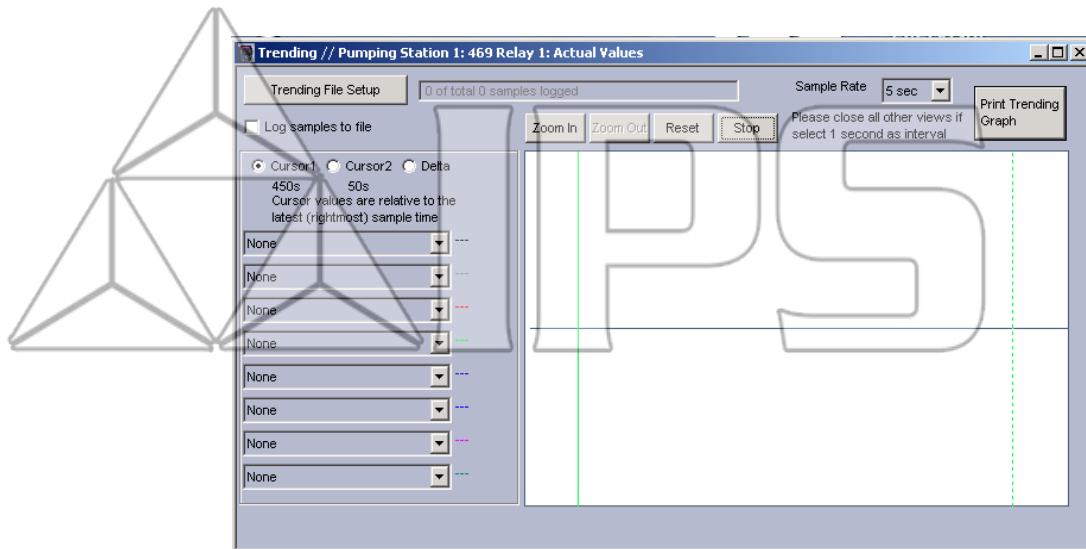 Trending // Pumping Station 1: 469 Relay 1: Actual Values
Trending File Setup
0 of total 0 samples logged
Sample Rate
5 sec
Print Trending
Graph
Log samples to file
Zoom In
Zoom Out
Reset
Stop
Please close all other views if
select 1 second as interval
Cursor1
Cursor2
Delta
450s
50s
Cursor values are relative to the
latest (rightmost) sample time
None
---
None
---
None
---
None
---
None
---
None
---
None
---
None
---
IPS